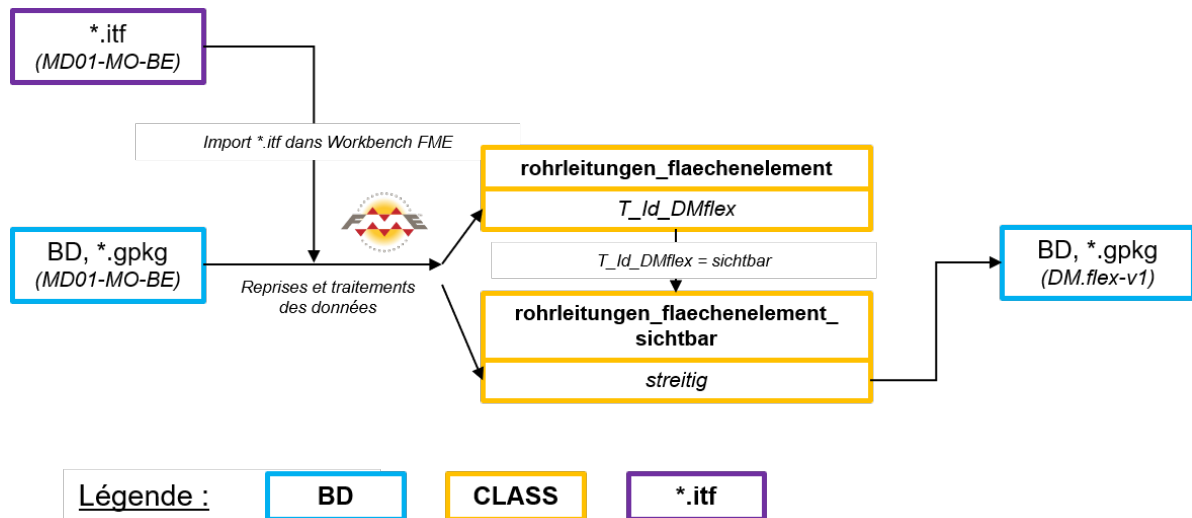 *.itf
(MD01-MO-BE)
Import *.itf dans Workbench FME
rohrleitungen_flaechenelement
T_Id_DMflex
FME
BD, *.gpkg
(MD01-MO-BE)
Reprises et traitements
des données
T_Id_DMflex = sichtbar
BD, *.gpkg
(DM.flex-v1)
rohrleitungen_flaechenelement_
sichtbar
streitig
Légende :
BD
CLASS
*.itf